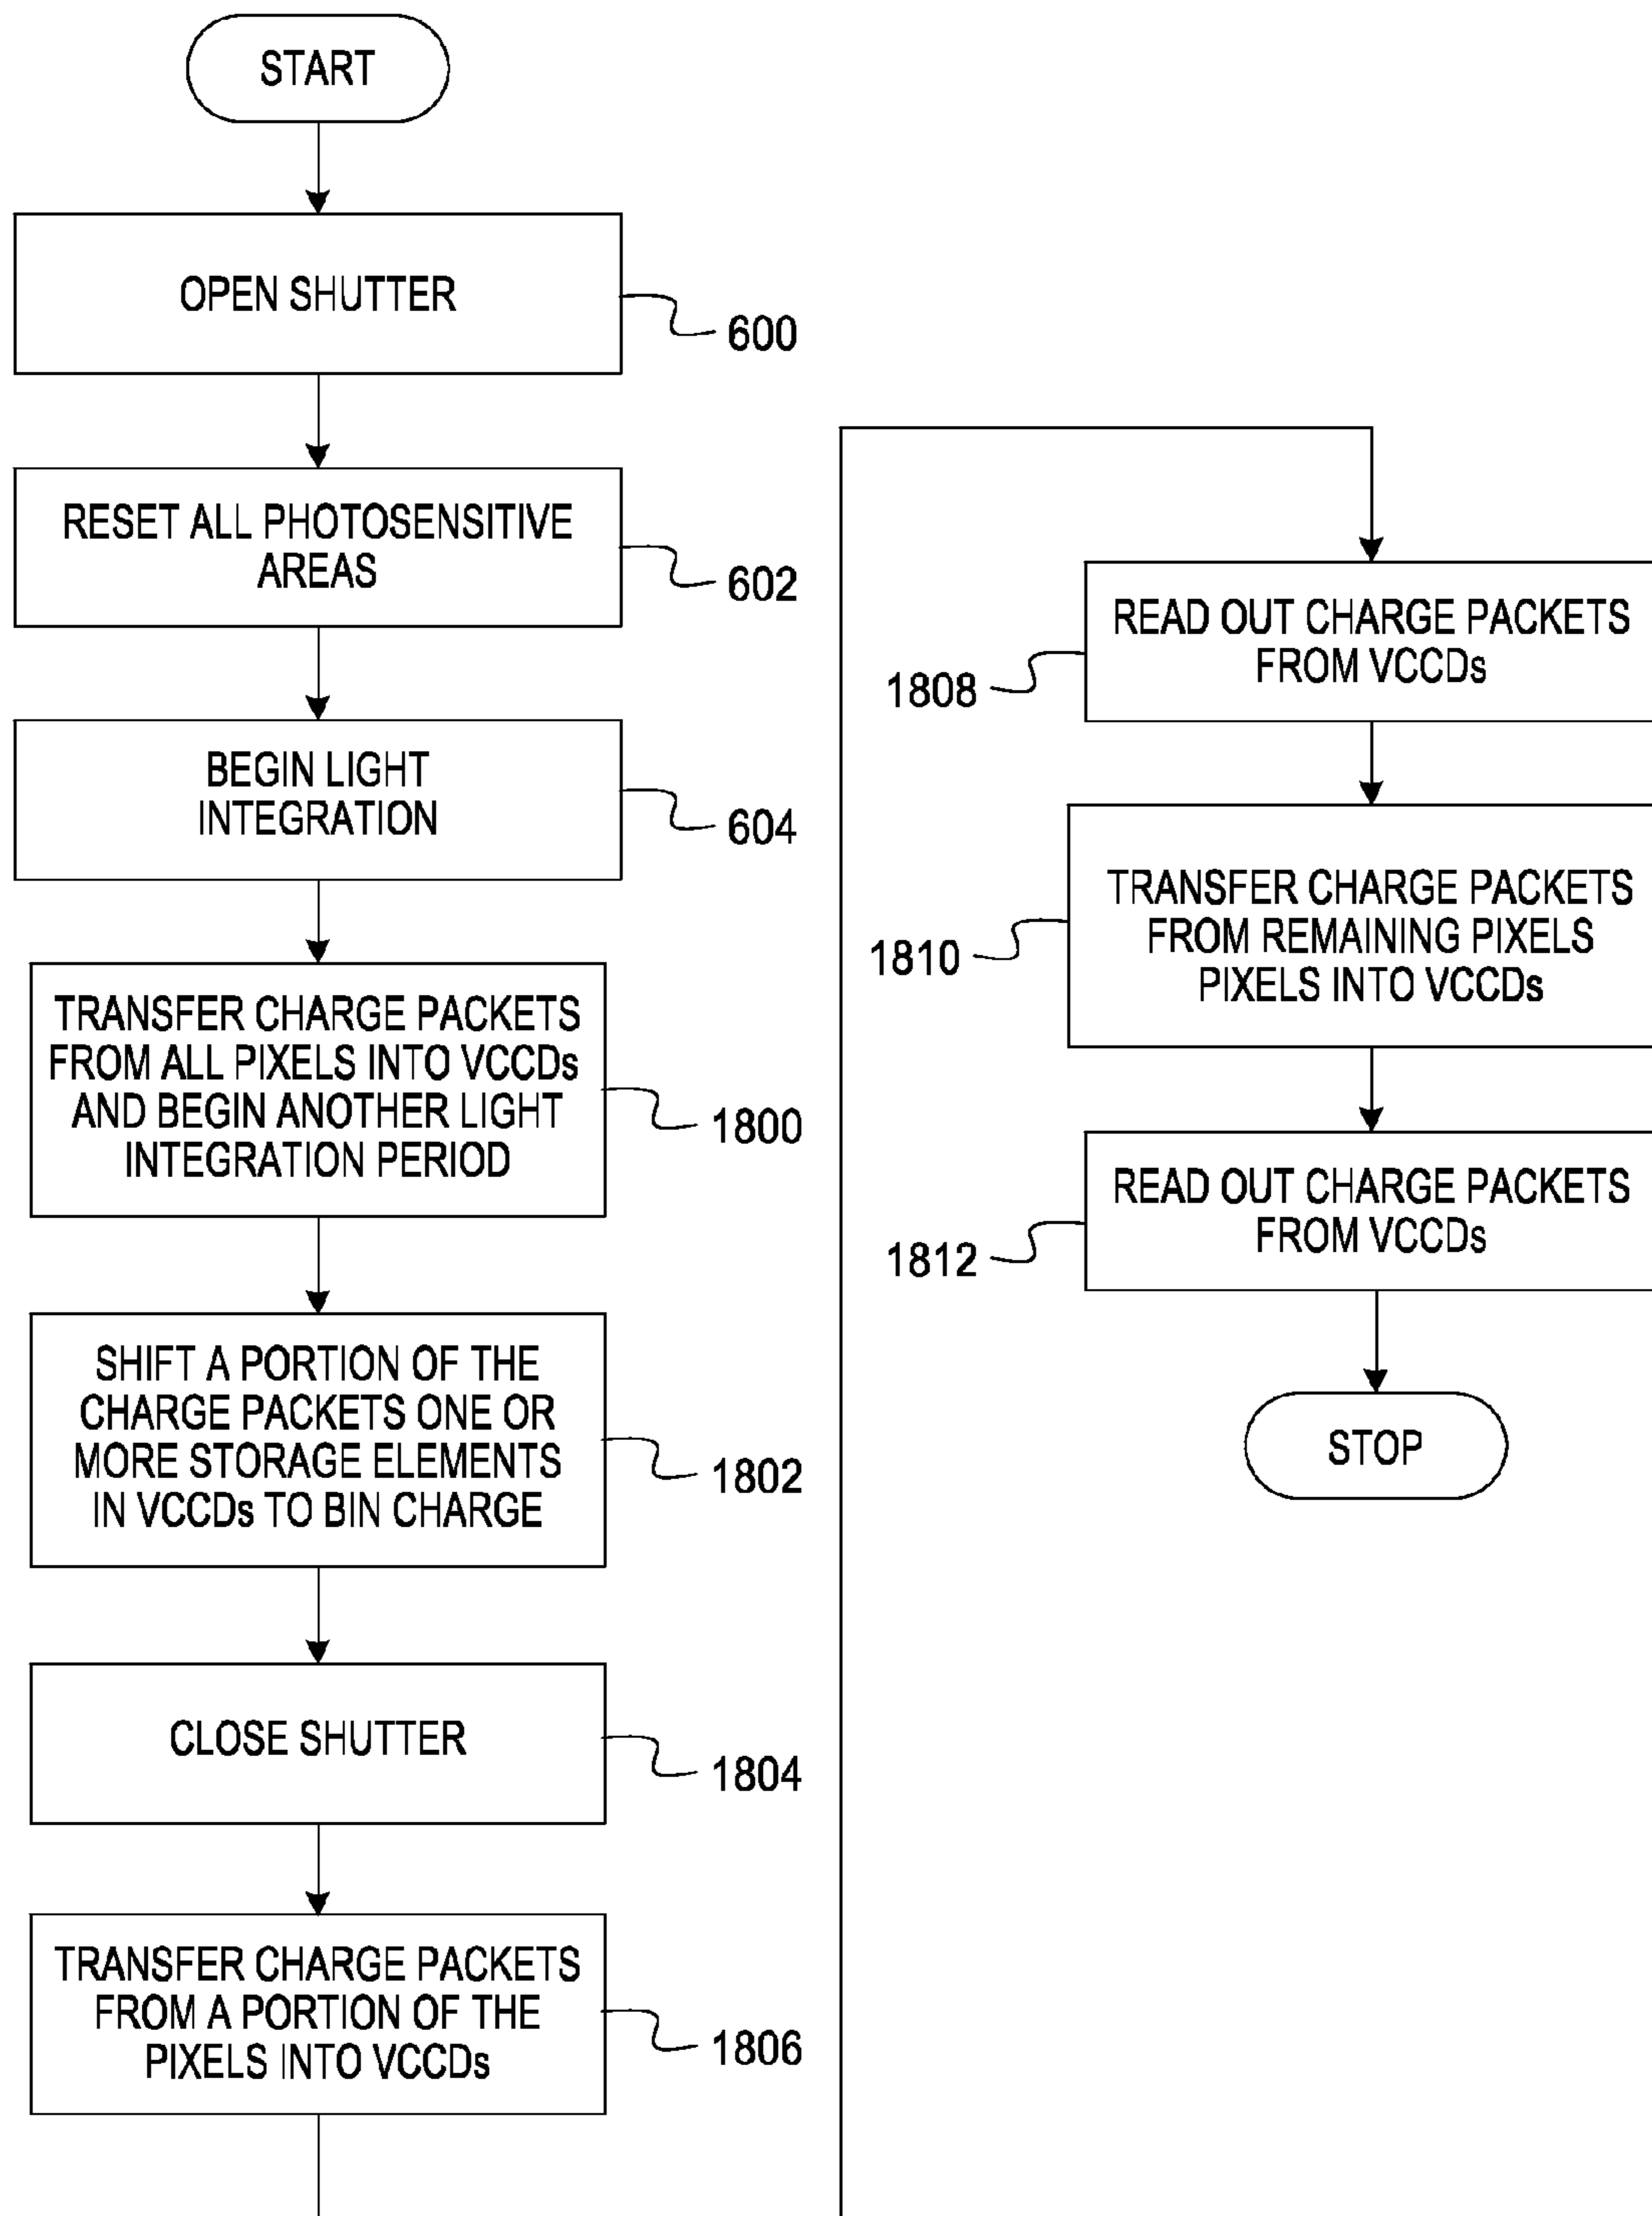 START
OPEN SHUTTER
600
RESET ALL PHOTOSENSITIVE
AREAS
602
BEGIN LIGHT
INTEGRATION
604
TRANSFER CHARGE PACKETS
FROM ALL PIXELS INTO VCCDs
AND BEGIN ANOTHER LIGHT
INTEGRATION PERIOD
1800
SHIFT A PORTION OF THE
CHARGE PACKETS ONE OR
MORE STORAGE ELEMENTS
IN VCCDs TO BIN CHARGE
1802
CLOSE SHUTTER
1804
TRANSFER CHARGE PACKETS
FROM A PORTION OF THE
PIXELS INTO VCCDs
1806
READ OUT CHARGE PACKETS
FROM VCCDs
1808
TRANSFER CHARGE PACKETS
FROM REMAINING PIXELS
PIXELS INTO VCCDs
1810
READ OUT CHARGE PACKETS
FROM VCCDs
1812
STOP